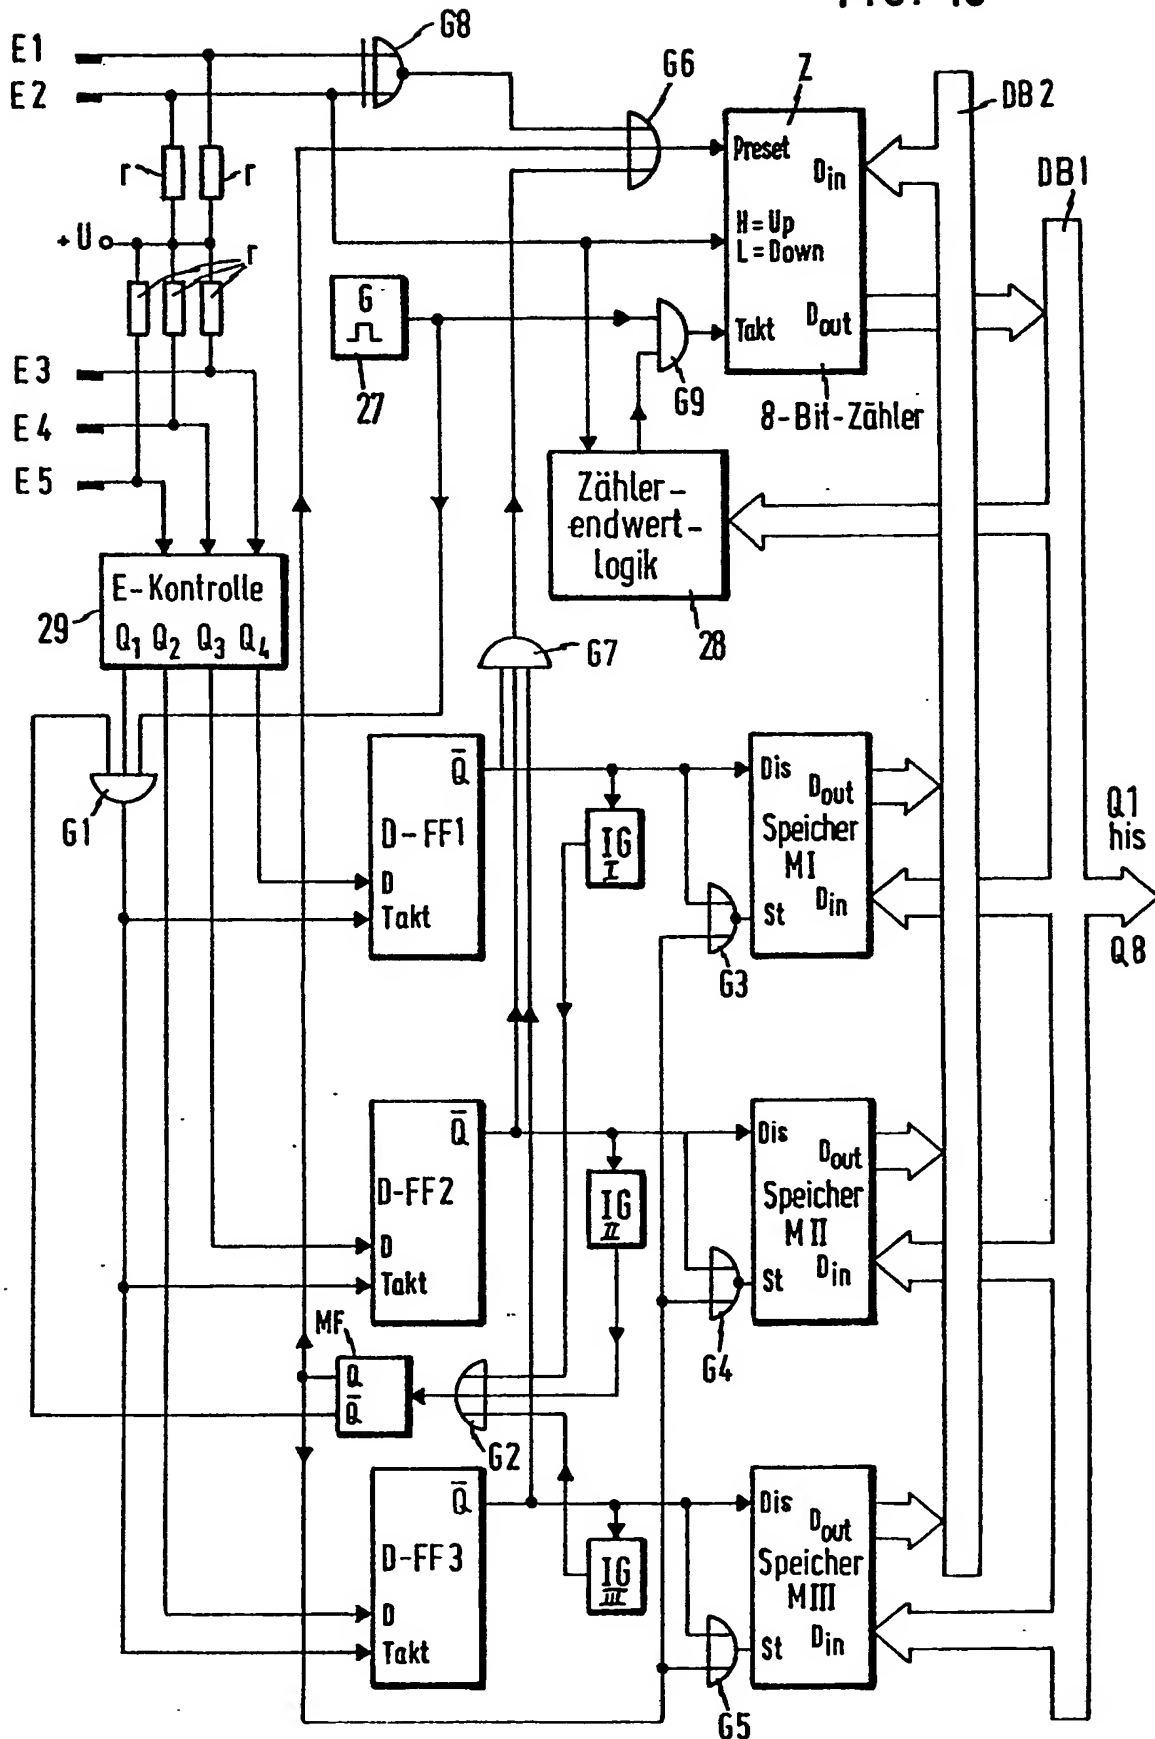 G8
E1
E2
G6
Z
DB2
Preset
Din
r
r
DB1
+U
H=Up
L=Down
r
G
27
Takt
Dout
G9
8-Bit-Zähler
E3
E4
E5
Zähler-
endwert-
logik
28
E-Kontrolle
29
Q1 Q2 Q3 Q4
G7
G1
Q̅
D-FF1
D
Takt
IG
I
Dis
Dout
Speicher
MI
Din
St
G3
Q1
his
Q8
Q̅
D-FF2
D
Takt
IG
II
Dis
Dout
Speicher
MII
Din
St
G4
MF
Q
Q̅
G2
Q̅
D-FF3
D
Takt
IG
III
Dis
Dout
Speicher
MIII
Din
St
G5